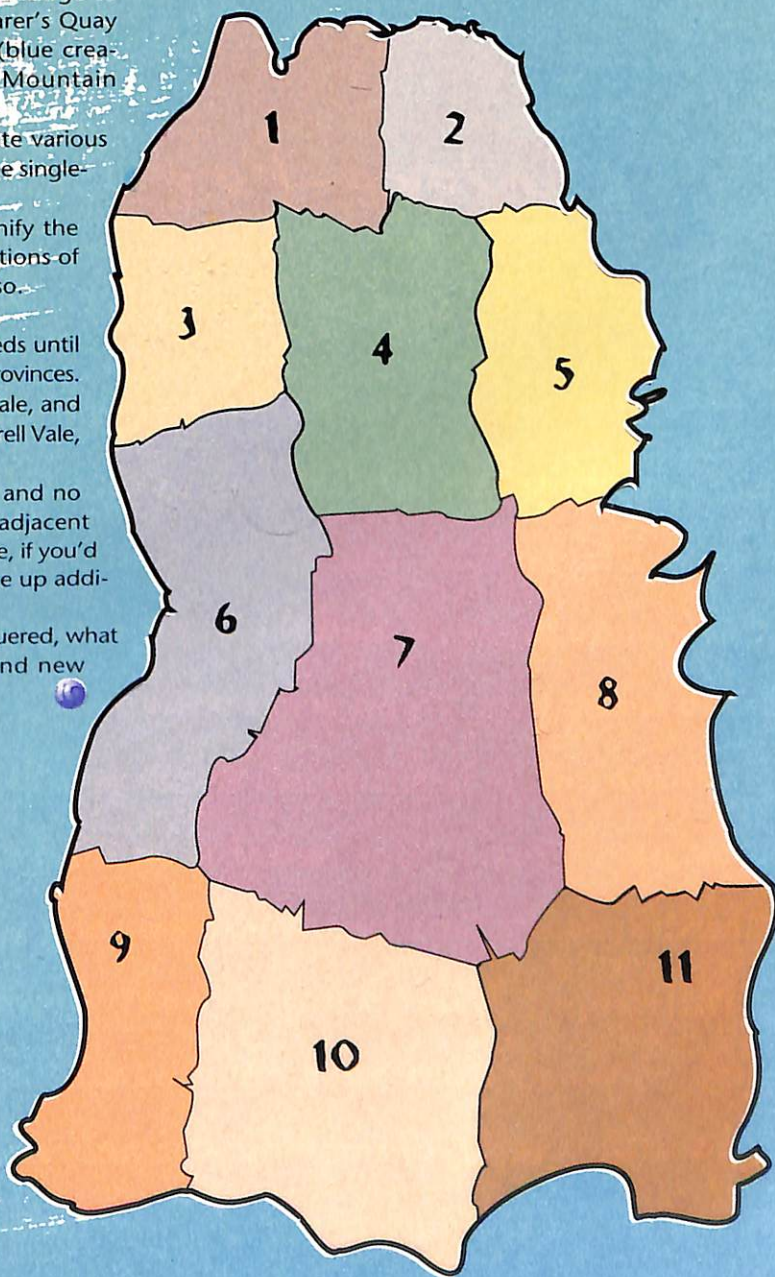 arer's Quay
(blue crea-
Mountain
te various
e single-
nify the
tions of
so.
eds until
rovinces.
ale, and
rell Vale,
and no
adjacent
e, if you'd
e up addi-
uered, what
nd new
1
2
3
4
5
6
7
8
9
10
11